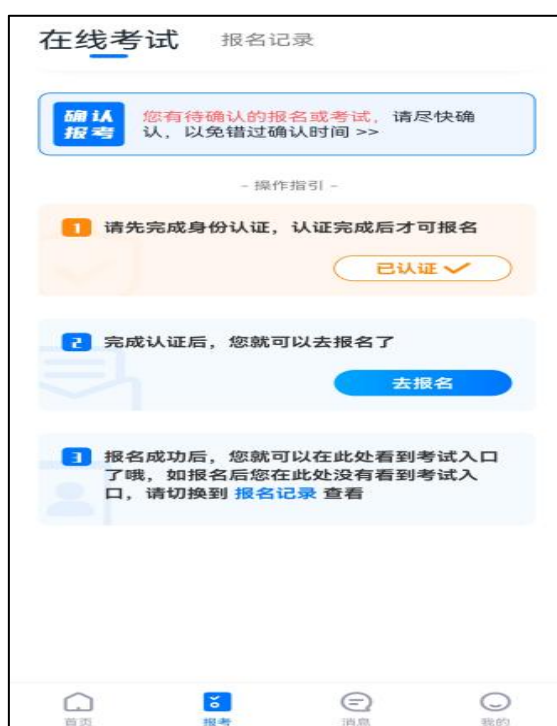 在线考试 报名记录
确认
报考
您有待确认的报名或考试，请尽快确
认，以免错过确认时间 >>
- 操作指引 -
1 请先完成身份认证，认证完成后才可报名
已认证
2 完成认证后，您就可以去报名了
去报名
3 报名成功后，您就可以在此处看到考试入口
了哦，如报名后您在此处没有看到考试入
口，请切换到 报名记录 查看
首页 报考 消息 我的